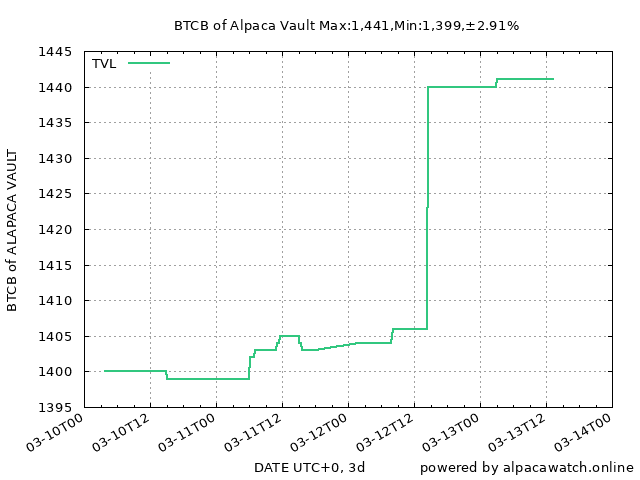 BTCB of Alpaca Vault Max:1,441,Min:1,399,±2.91%
TVL
1445
1440
1435
1430
1425
1420
1415
1410
1405
1400
1395
BTCB of ALAPACA VAULT
03-10T00
03-10T12
03-11T00
03-11T12
03-12T00
03-12T12
03-13T00
03-13T12
03-14T00
DATE UTC+0, 3d
powered by alpacawatch.online